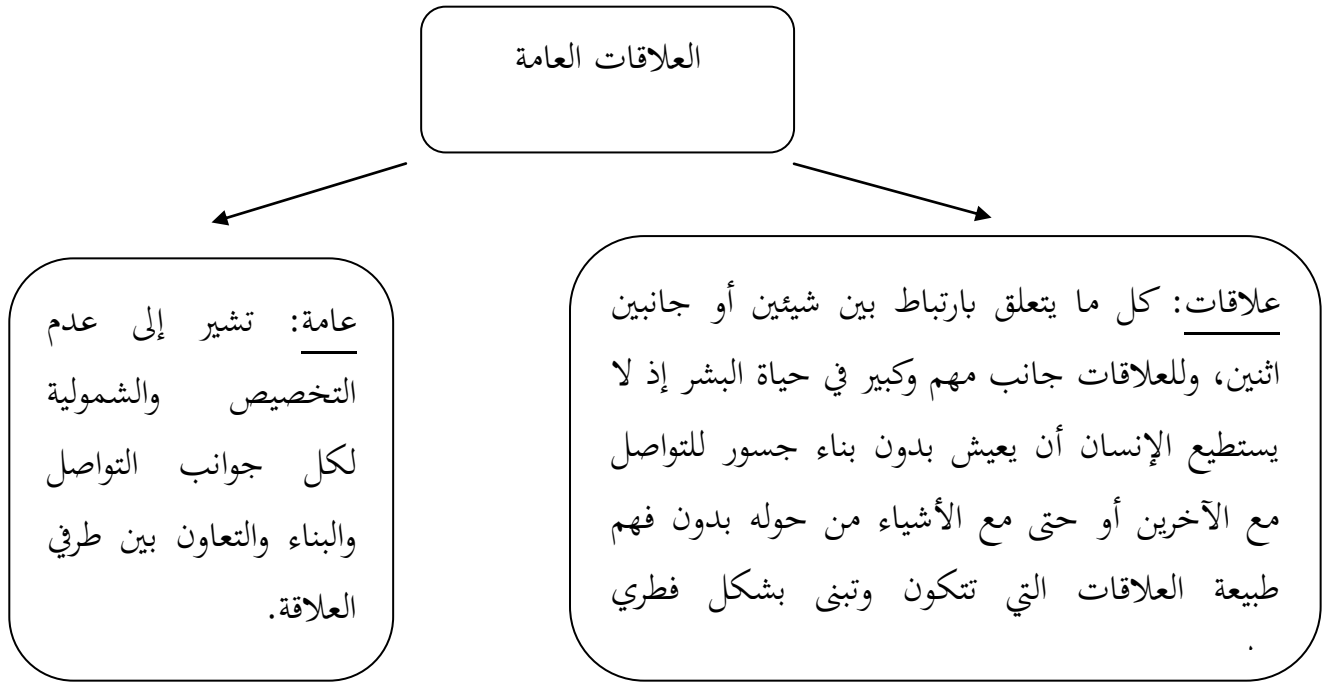 العلاقات العامة
علاقات: كل ما يتعلق بارتباط بين شيئين أو جانبين
اثنين، وللعلاقات جانب مهم وكبير في حياة البشر إذ لا
يستطيع الإنسان أن يعيش بدون بناء جسور للتواصل
مع الآخرين أو حتى مع الأشياء من حوله بدون فهم
طبيعة العلاقات التي تتكون وتبنى بشكل فطري
عامة: تشير إلى عدم
التخصيص والشمولية
لكل جوانب التواصل
والبناء والتعاون بين طرفي
العلاقة.